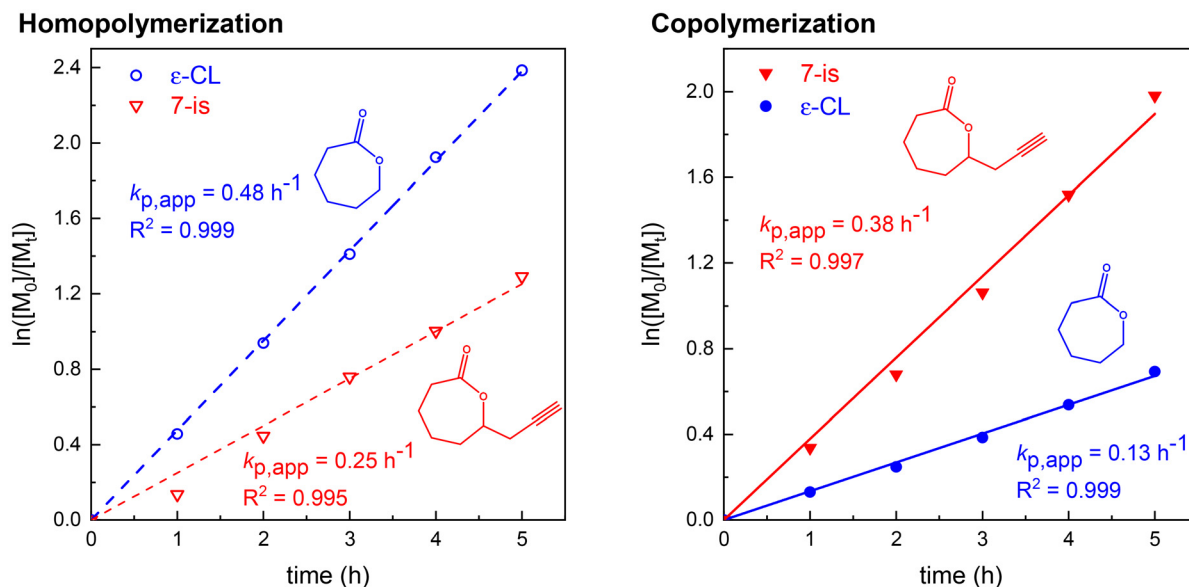 Homopolymerization
ln([M₀]/[Mₜ])
2.4
2.0
1.6
1.2
0.8
0.4
0.0
ε-CL
7-is
O
O
kp,app = 0.48 h⁻¹
R² = 0.999
O
O
kp,app = 0.25 h⁻¹
R² = 0.995
0 1 2 3 4 5
time (h)
Copolymerization
ln([M₀]/[Mₜ])
2.0
1.6
1.2
0.8
0.4
0.0
7-is
ε-CL
O
O
kp,app = 0.38 h⁻¹
R² = 0.997
O
O
kp,app = 0.13 h⁻¹
R² = 0.999
0 1 2 3 4 5
time (h)